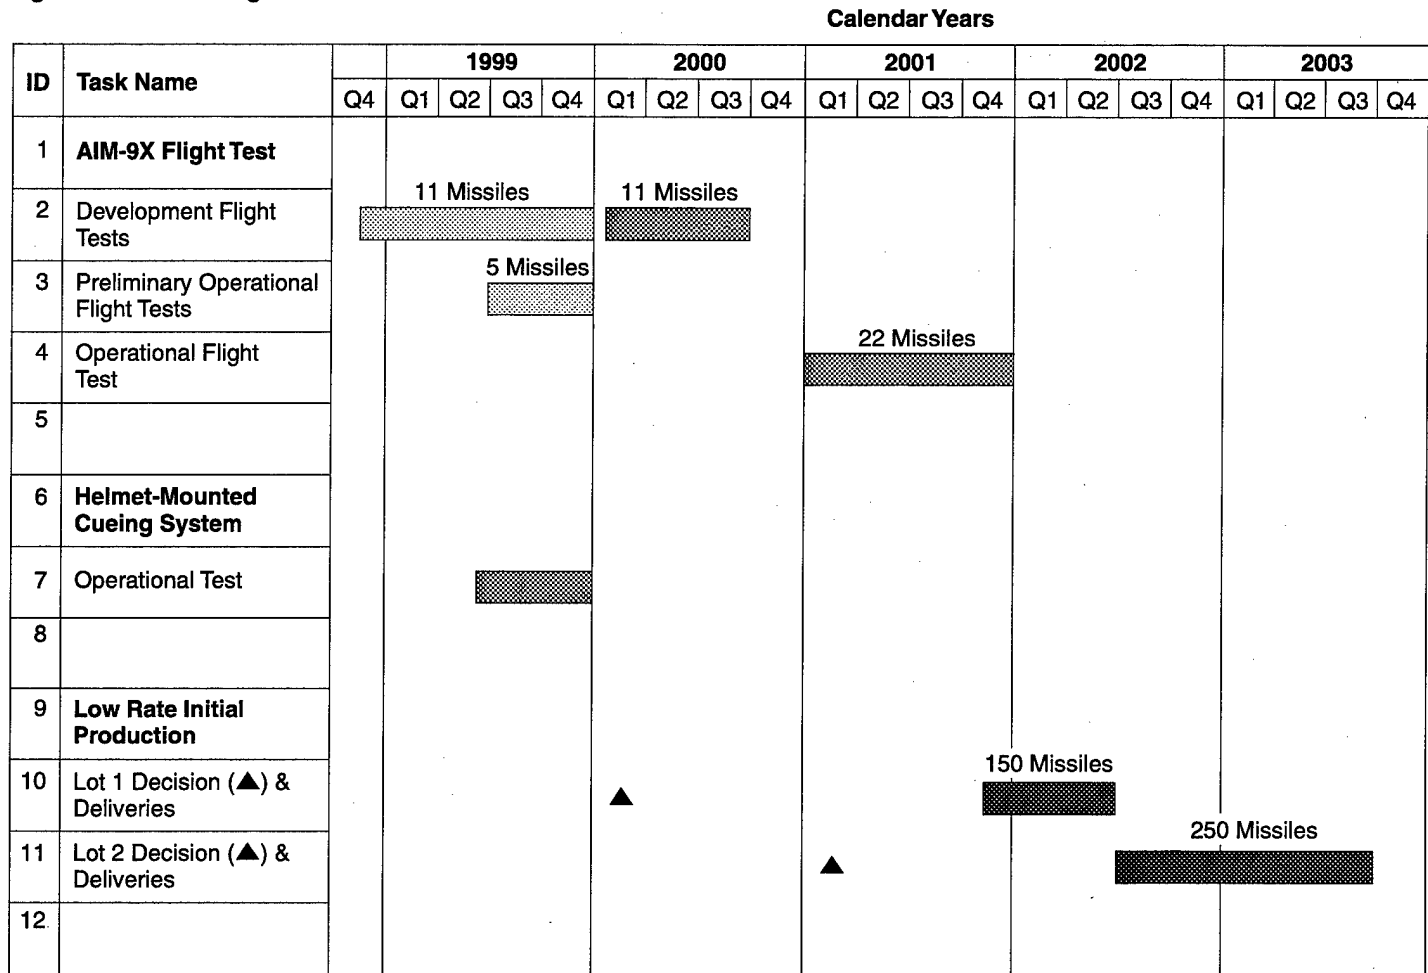 Calendar Years
ID Task Name 1999 2000 2001 2002 2003
Q4 Q1 Q2 Q3 Q4 Q1 Q2 Q3 Q4 Q1 Q2 Q3 Q4 Q1 Q2 Q3 Q4 Q1 Q2 Q3 Q4
1 AIM-9X Flight Test
11 Missiles 11 Missiles
2 Development Flight
Tests
5 Missiles
3 Preliminary Operational
Flight Tests
22 Missiles
4 Operational Flight
Test
5
6 Helmet-Mounted
Cueing System
7 Operational Test
8
9 Low Rate Initial
Production
150 Missiles
10 Lot 1 Decision (▲) &
Deliveries
250 Missiles
11 Lot 2 Decision (▲) &
Deliveries
12